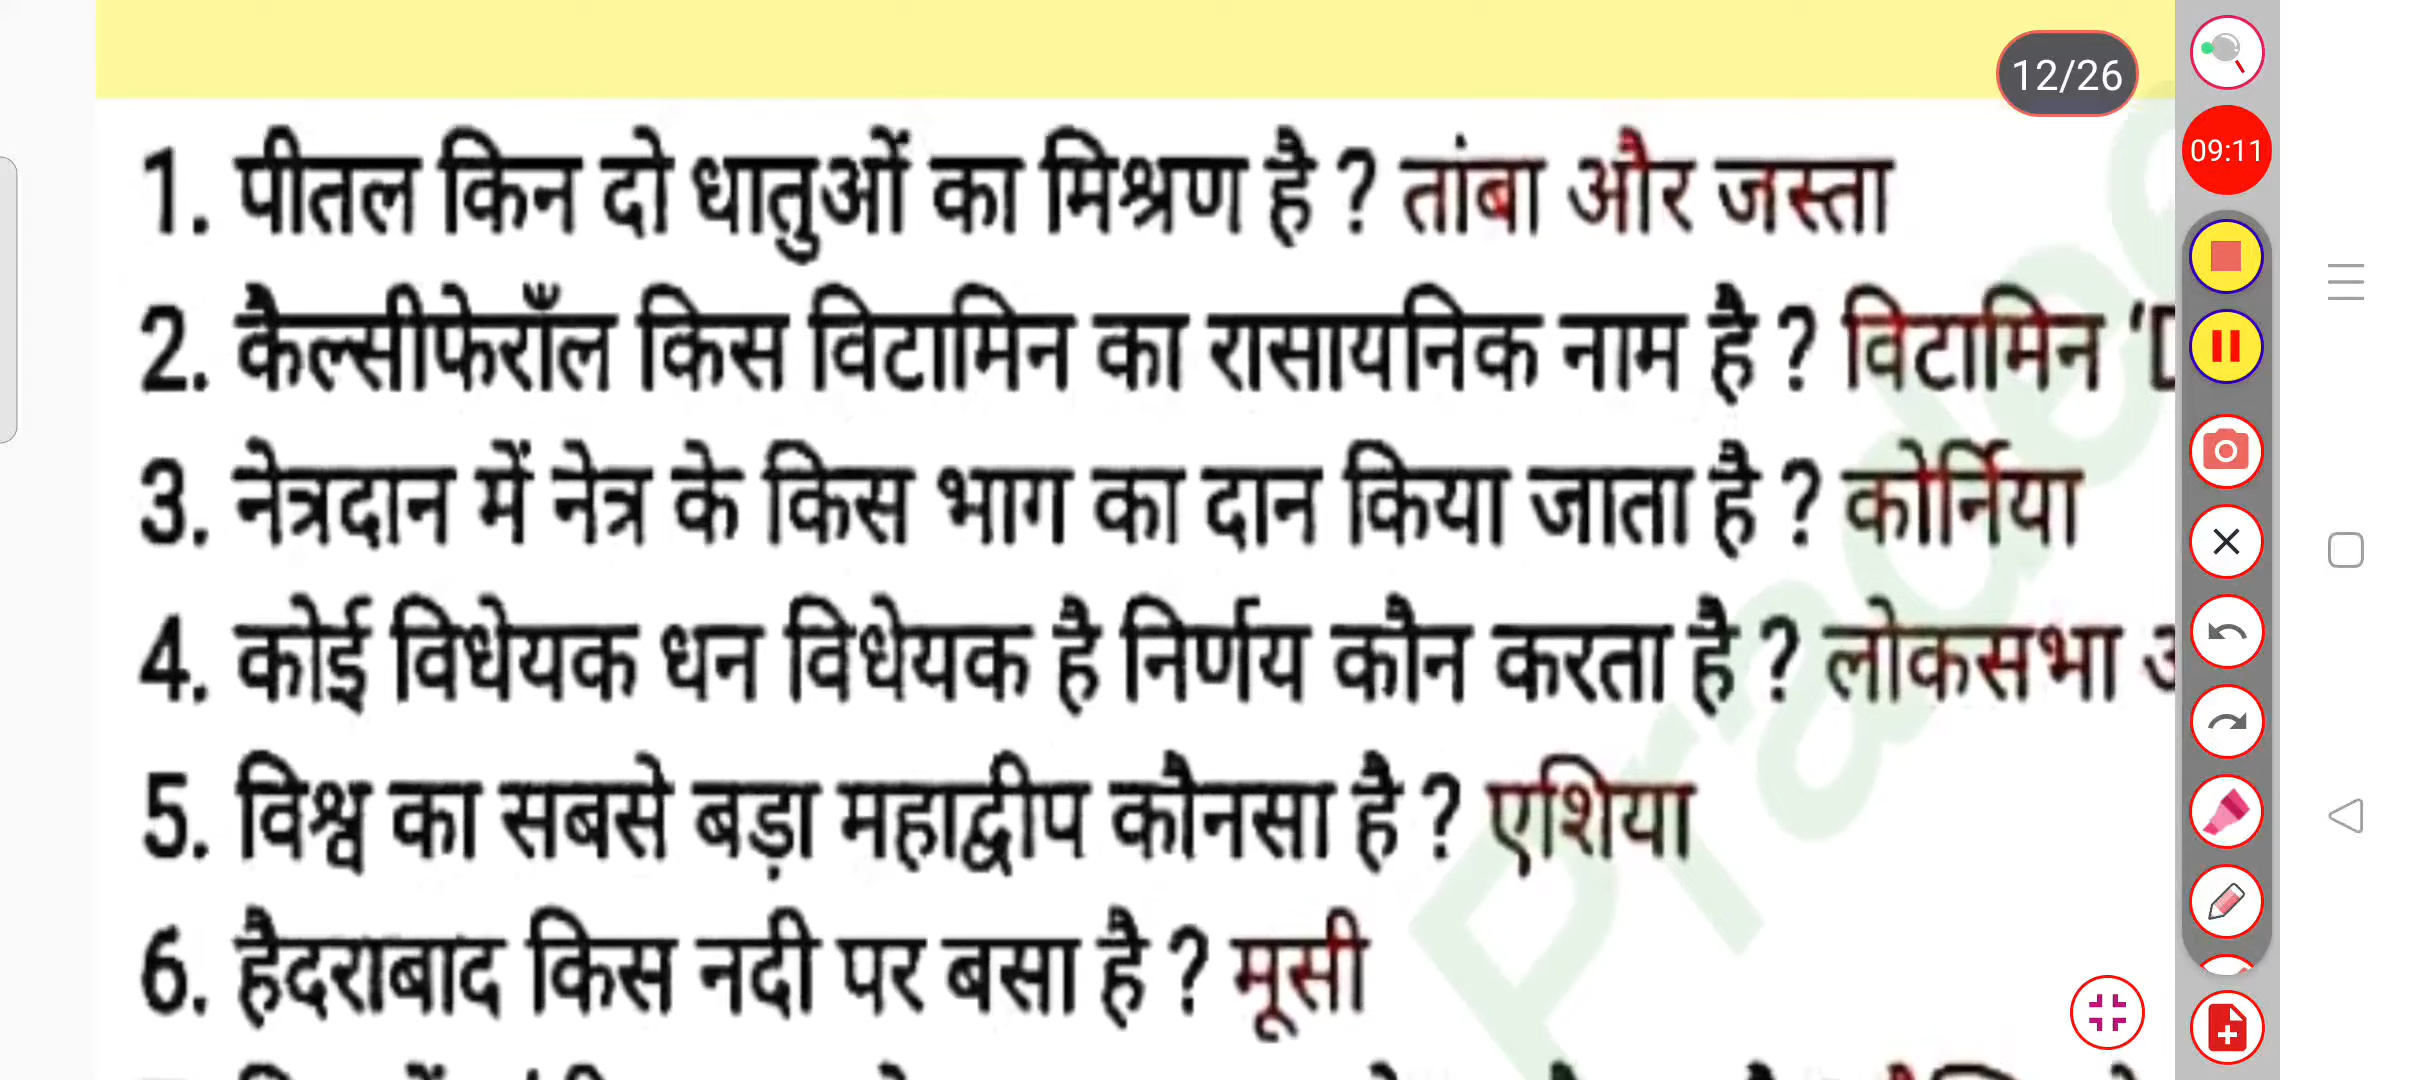 12/26
09:11
1. पीतल किन दो धातुओं का मिश्रण है ? तांबा और जस्ता
2. कैल्सीफेरॉल किस विटामिन का रासायनिक नाम है ? विटामिन ‘D
3. नेत्रदान में नेत्र के किस भाग का दान किया जाता है ? कोर्निया
4. कोई विधेयक धन विधेयक है निर्णय कौन करता है ? लोकसभा
5. विश्व का सबसे बड़ा महाद्वीप कौनसा है ? एशिया
6. हैदराबाद किस नदी पर बसा है ? मूसी
Prade